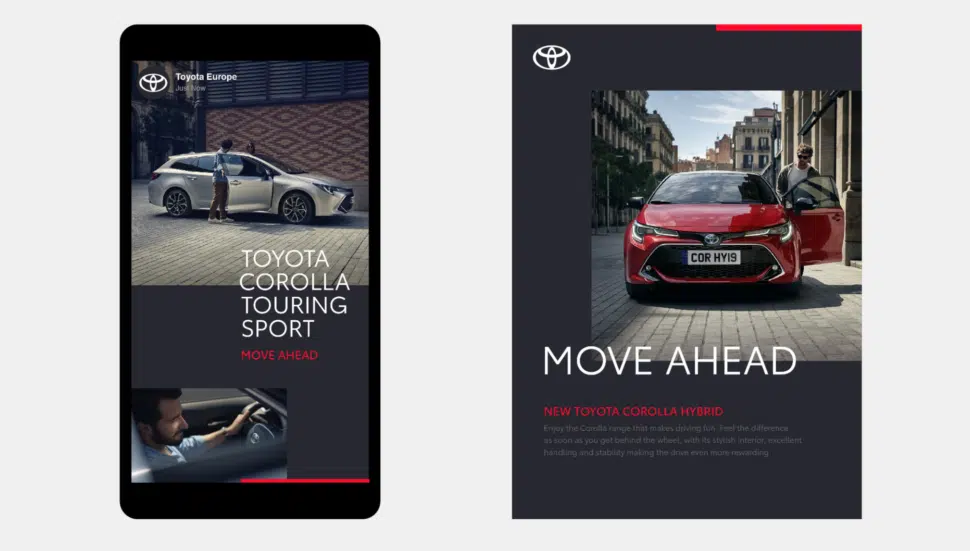 Toyota Europe
Just Now
TOYOTA
COROLLA
TOURING
SPORT
MOVE AHEAD
COR HY19
MOVE AHEAD
NEW TOYOTA COROLLA HYBRID
Enjoy the Corolla range that makes driving fun. Feel the difference
as soon as you get behind the wheel, with its stylish interior, excellent
handling and stability making the drive even more rewarding